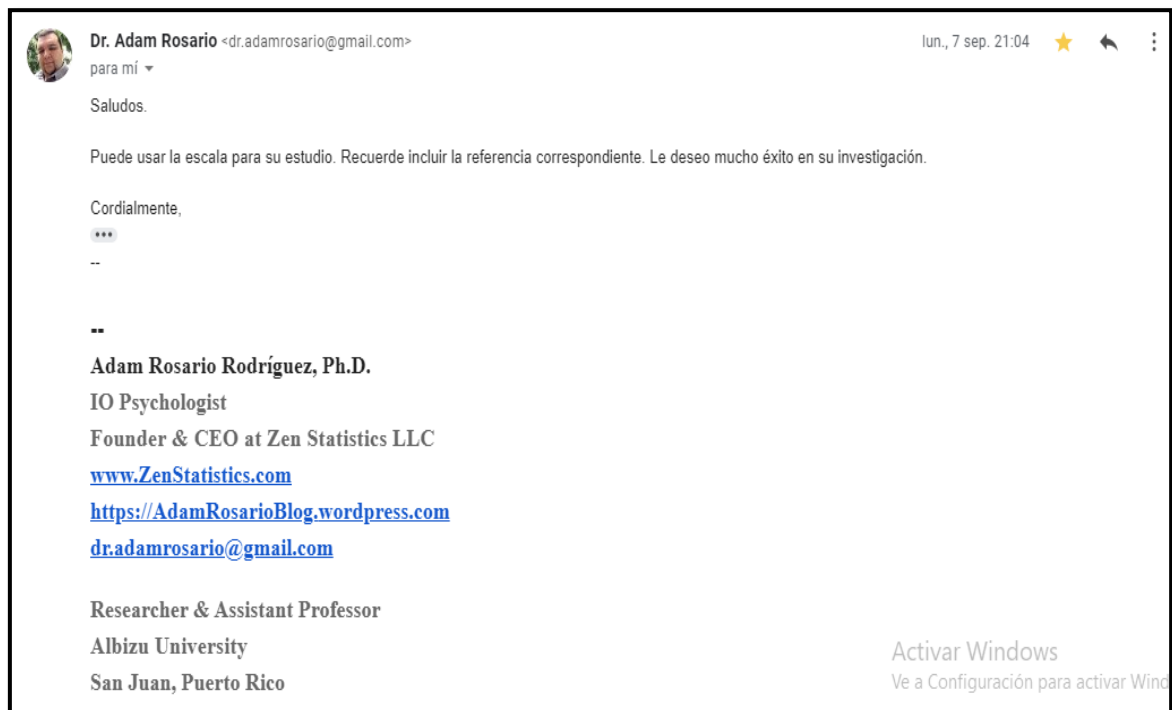 Dr. Adam Rosario <dr.adamrosario@gmail.com> lun., 7 sep. 21:04
para mí
Saludos.
Puede usar la escala para su estudio. Recuerde incluir la referencia correspondiente. Le deseo mucho éxito en su investigación.
Cordialmente,
•••
--
--
Adam Rosario Rodríguez, Ph.D.
IO Psychologist
Founder & CEO at Zen Statistics LLC
www.ZenStatistics.com
https://AdamRosarioBlog.wordpress.com
dr.adamrosario@gmail.com
Researcher & Assistant Professor
Albizu University
San Juan, Puerto Rico
Activar Windows
Ve a Configuración para activar Wind